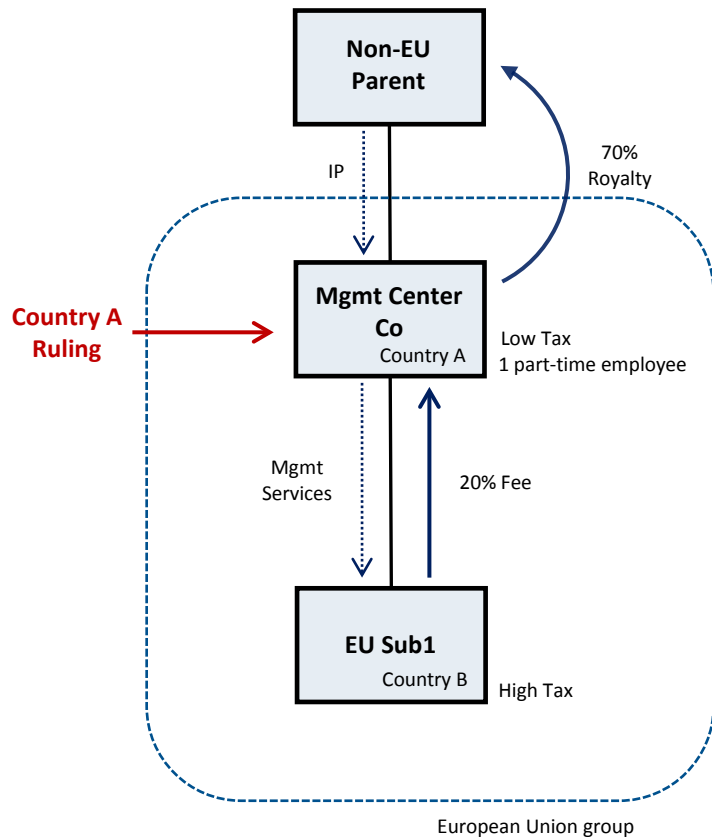 Non-EU
Parent
IP
70%
Royalty
Country A
Ruling
Mgmt Center
Co
Country A
Low Tax
1 part-time employee
Mgmt
Services
20% Fee
EU Sub1
Country B
High Tax
European Union group